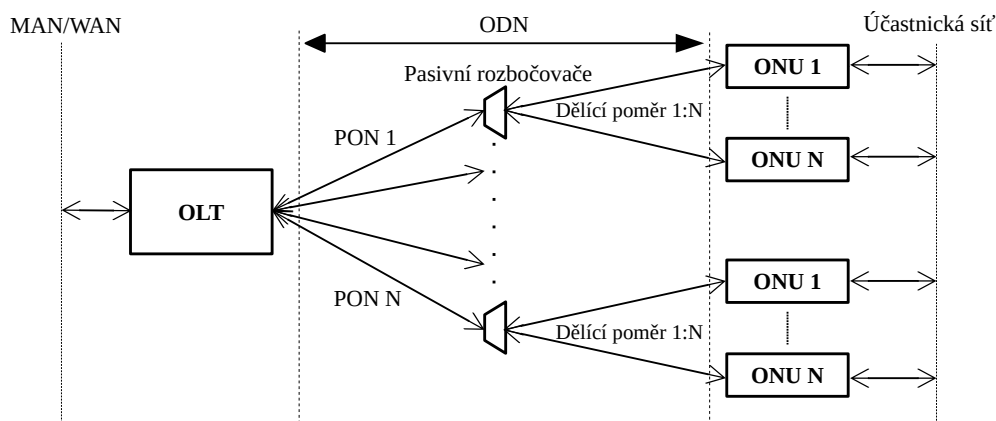 MAN/WAN
ODN
Účastnická síť
Pasivní rozbočovače
ONU 1
Dělící poměr 1:N
PON 1
ONU N
OLT
ONU 1
PON N
Dělící poměr 1:N
ONU N